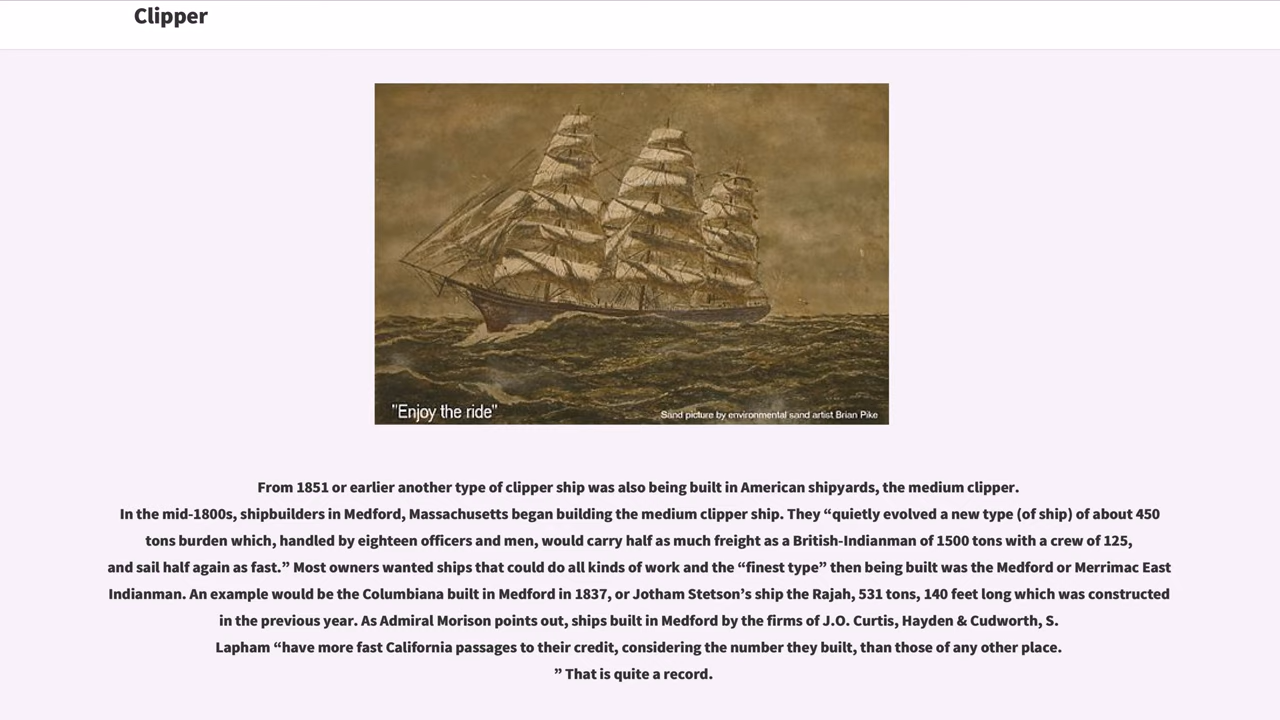 Clipper
"Enjoy the ride"
Sand picture by environmental sand artist Brian Pike
From 1851 or earlier another type of clipper ship was also being built in American shipyards, the medium clipper.
In the mid-1800s, shipbuilders in Medford, Massachusetts began building the medium clipper ship. They “quietly evolved a new type (of ship) of about 450
tons burden which, handled by eighteen officers and men, would carry half as much freight as a British-Indianman of 1500 tons with a crew of 125,
and sail half again as fast.” Most owners wanted ships that could do all kinds of work and the “finest type” then being built was the Medford or Merrimac East
Indianman. An example would be the Columbiana built in Medford in 1837, or Jotham Stetson’s ship the Rajah, 531 tons, 140 feet long which was constructed
in the previous year. As Admiral Morison points out, ships built in Medford by the firms of J.O. Curtis, Hayden & Cudworth, S.
Lapham “have more fast California passages to their credit, considering the number they built, than those of any other place.
” That is quite a record.